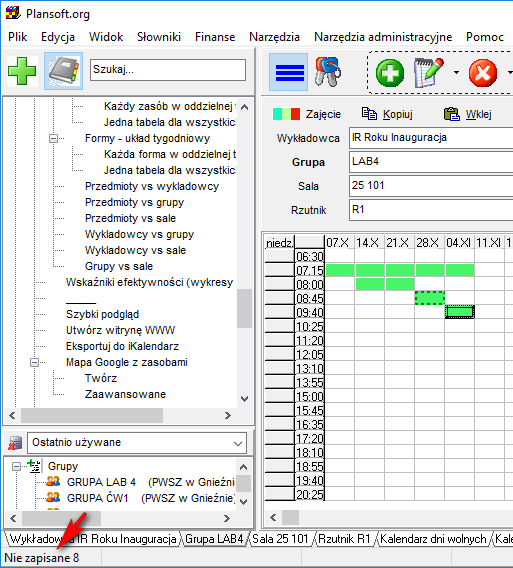 Plansoft.org
Plik Edycja Widok Słowniki Finanse Narzędzia Narzędzia administracyjne Pomoc
Szukaj...
Każdy zasób w oddzielnej
Jedna tabela dla wszystkic
Formy - układ tygodniowy
Każda forma w oddzielnej t
Jedna tabela dla wszystkic
Przedmioty vs wykładowcy
Przedmioty vs grupy
Przedmioty vs sale
Wykladowcy vs grupy
Wykladowcy vs sale
Grupy vs sale
Wskaźniki efektywności (wykresy
Szybki podgląd
Utwórz witrynę WWW
Eksportuj do iKalendarz
Mapa Google z zasobami
Twórz
Zaawansowane
Ostatnio używane
Grupy
GRUPA LAB 4 (PWSZ w Gnieźnie)
GRUPA ĆW1 (PWSZ w Gnieźnie)
Zajęcie Kopiuj Wklej
Wykładowca IR Roku Inauguracja
Grupa LAB4
Sala 25 101
Rzutnik R1
niedz. 07.X 14.X 21.X 28.X 04.XI 11.XI
06:30
07.15
08:00
08:45
09:40
10:25
11:20
12:05
13:10
13:55
15:00
15:45
16:35
17:20
18:10
18:55
19:40
20:25
Wykładowca IR Roku Inauguracja Grupa LAB4 Sala 25 101 Rzutnik R1 Kalendarz dni wolnych Kale
Nie zapisane 8